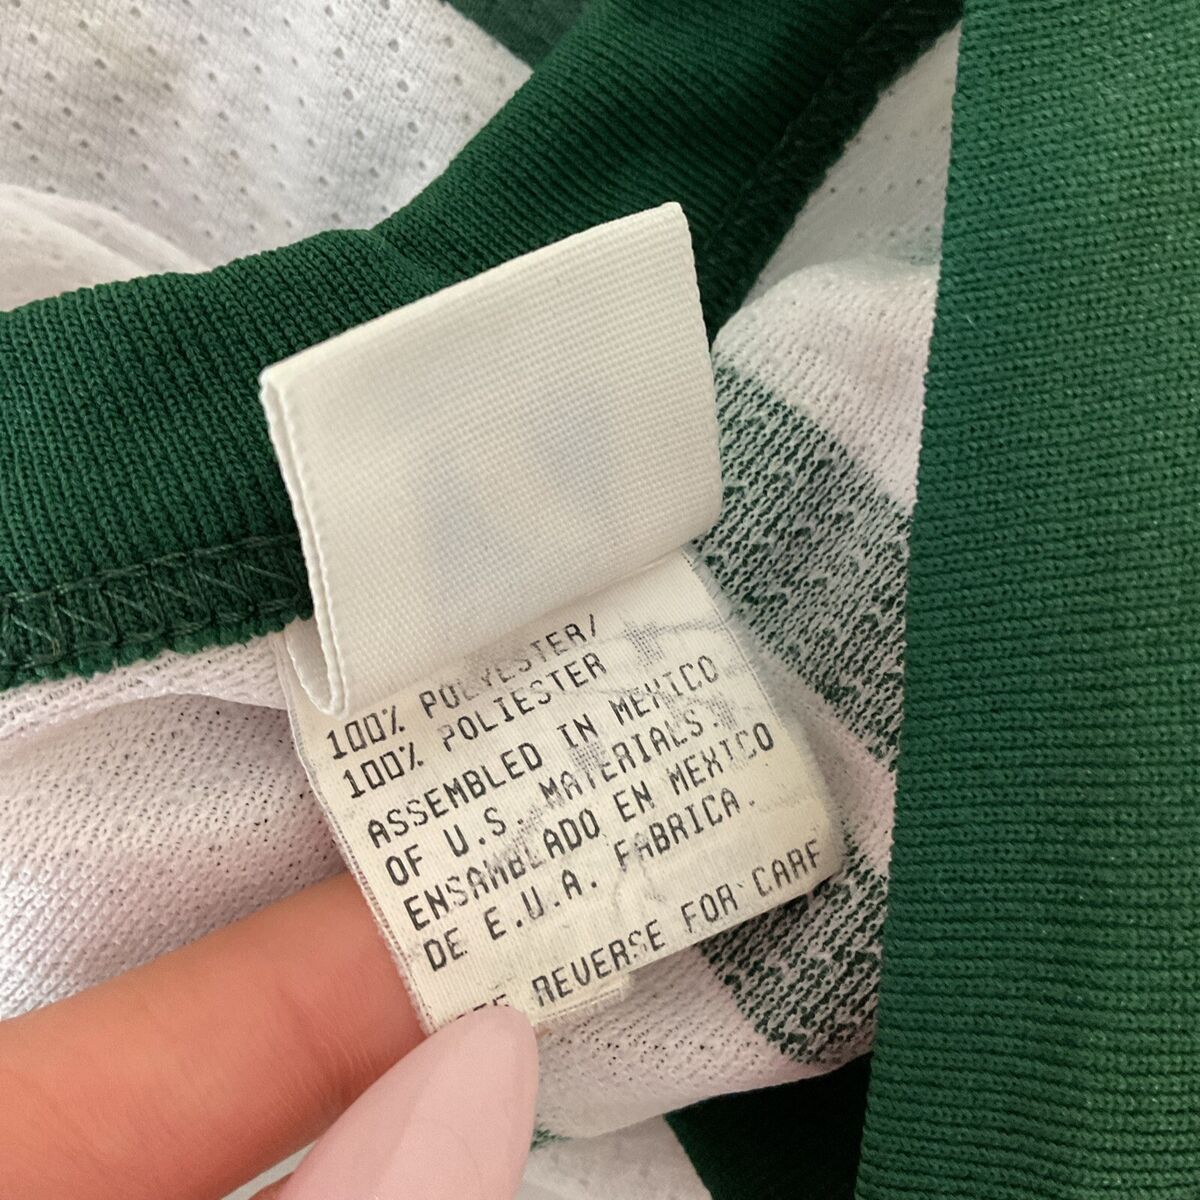 100% POLYESTER/
100% POLIESTER
ASSEMBLED IN MEXICO
OF U.S. MATERIALS.
ENSAMBLADO EN MEXICO
DE E.U.A. FABRICA.
REVERSE FOR CARE